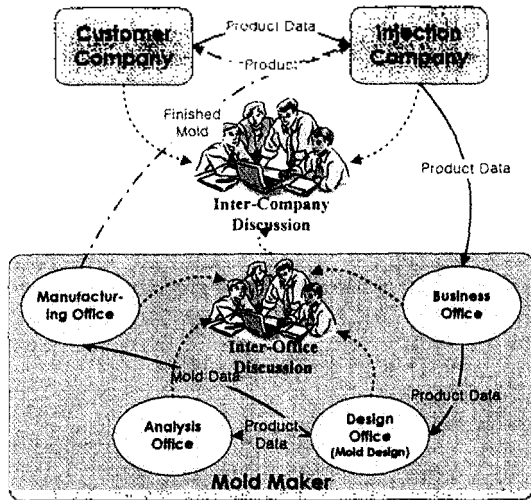 Customer
Company
Product Data
Product
Injection
Company
Finished
Mold
Inter-Company
Discussion
Product Data
Manufactur-
ing Office
Inter-Office
Discussion
Business
Office
Mold Data
Product Data
Analysis
Office
Product
Data
Design
Office
(Mold Design)
Mold Maker